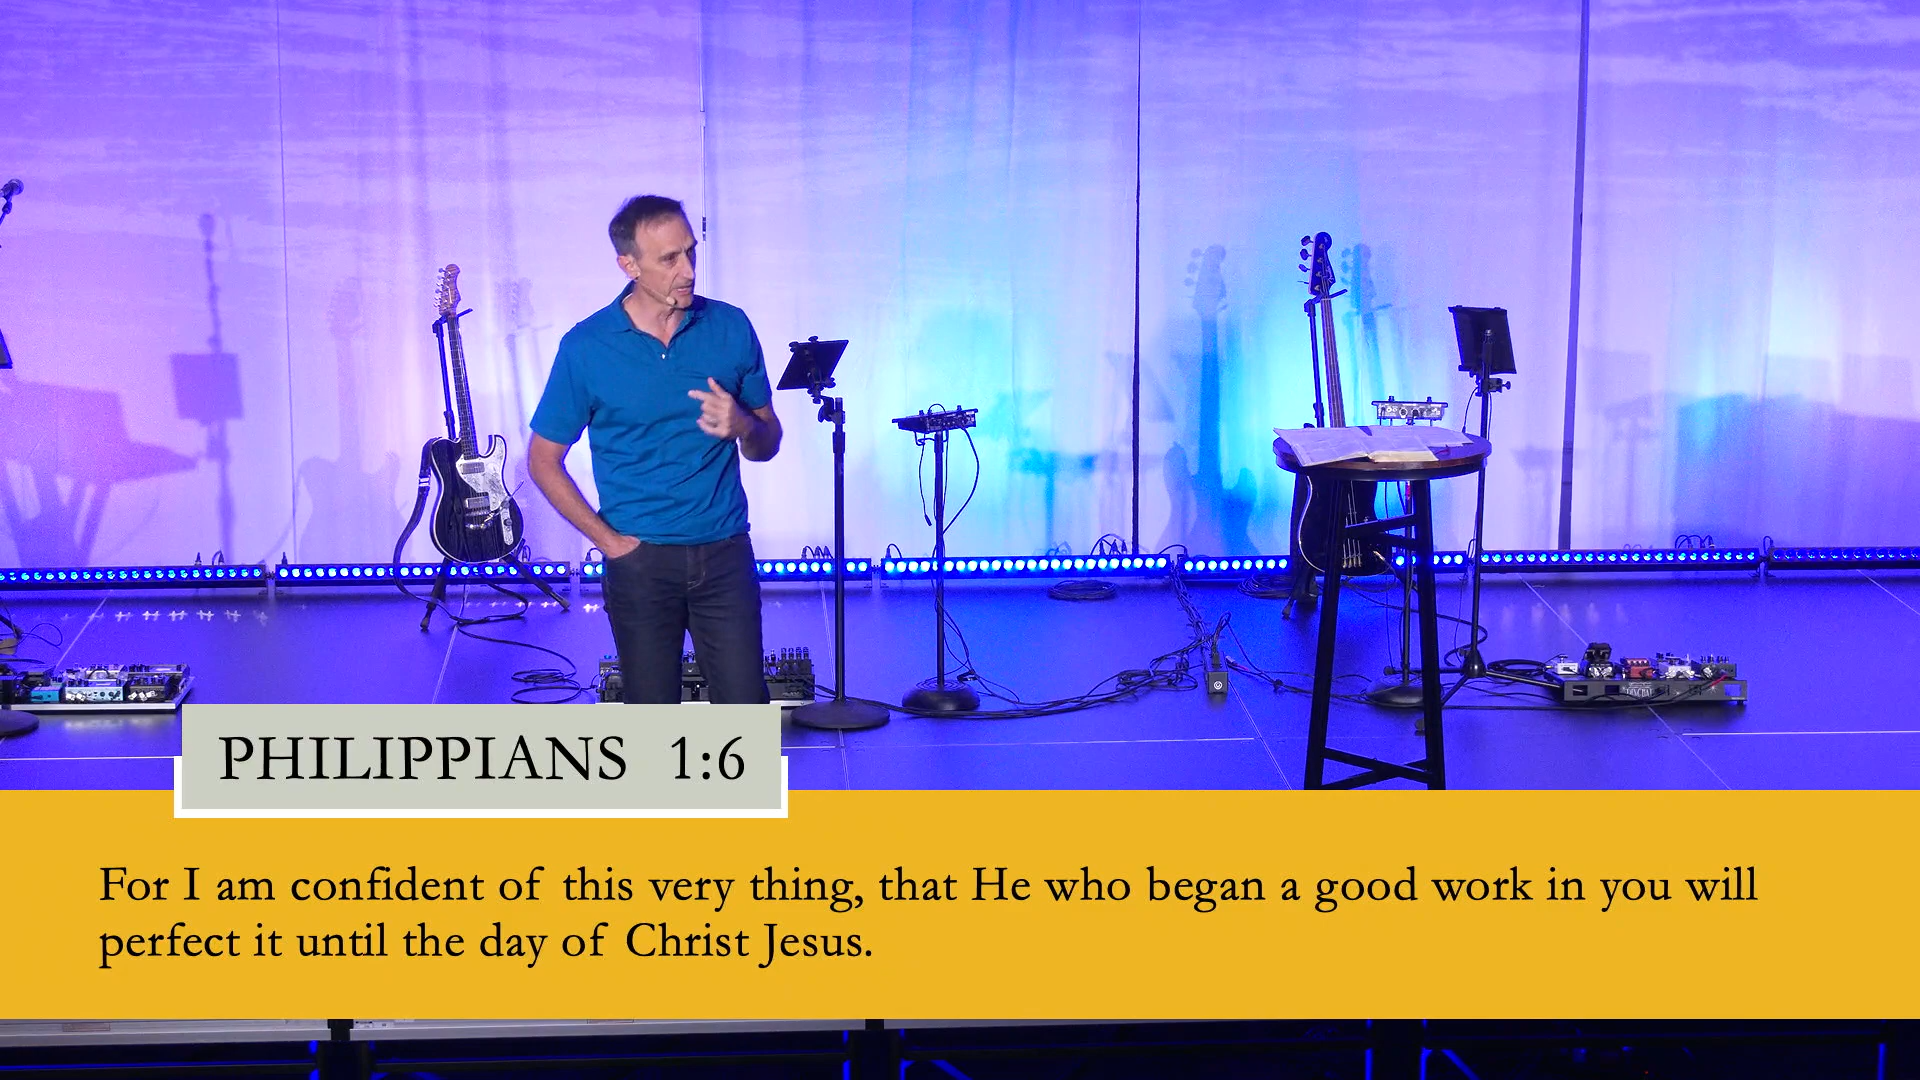 PHILIPPIANS 1:6
For I am confident of this very thing, that He who began a good work in you will
perfect it until the day of Christ Jesus.